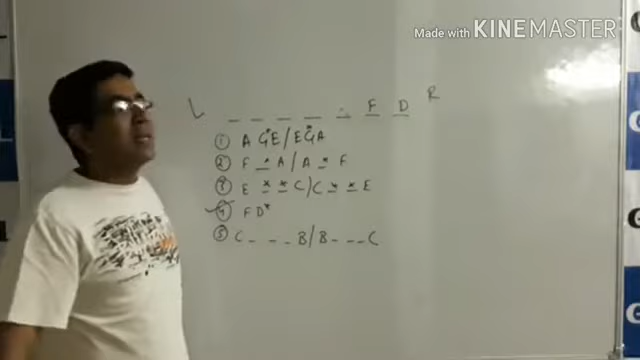 Made with KINEMASTER
L _ _ _ _ _ F D R
① A G* E / E G* A
② F _* A / A _* F
③ E _* _* C / C _* _* E
④ F D*
⑤ C _ _ _ B / B _ _ _ C
G
G